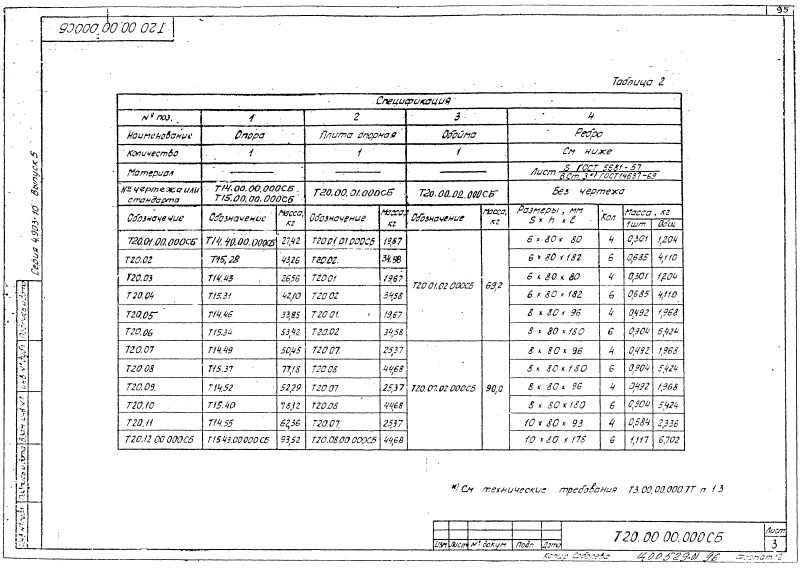 95
Т20.00.00.000СБ
Таблица 2
Спецификация
№ поз. 1 2 3 4
Наименование Опора Плита опорная Обойма Ребро
Количество 1 1 1 См ниже
Материал — — — Лист S ГОСТ 5681-57 / В.Ст.3 *) ГОСТ14637-69
№ чертежа или стандарта Т14.00.00.000СБ Т15.00.00.000СБ Т20.00.01.000СБ Т20.00.02.000СБ Без чертежа
Обозначение Обозначение Масса, кг Обозначение Масса, кг Обозначение Масса, кг Размеры, мм S × h × ℓ Кол Масса, кг 1шт Общ
Т20.01.00.000СБ Т14.40.00.000СБ 27,42 Т20.01.01.000СБ 19,67 Т20.01.02.000СБ 69,2 6 × 80 × 80 4 0,301 1,204
Т20.02 Т15.28 43,26 Т20.02. 34,58 6 × 80 × 182 6 0,685 4,110
Т20.03 Т14.43 26,56 Т20.01 19,67 6 × 80 × 80 4 0,301 1,204
Т20.04 Т15.31 42,10 Т20.02 34,58 6 × 80 × 182 6 0,685 4,110
Т20.05 Т14.46 33,85 Т20.01. 19,67 8 × 80 × 96 4 0,492 1,968
Т20.06 Т15.34 53,42 Т20.02 34,58 8 × 80 × 180 6 0,904 5,424
Т20.07 Т14.49 50,45 Т20.07. 25,37 Т20.07.02.000СБ 90,0 8 × 80 × 96 4 0,492 1,968
Т20.08 Т15.37 77,18 Т20.08 44,68 8 × 80 × 180 6 0,904 5,424
Т20.09. Т14.52 52,29 Т20.07 25,37 8 × 80 × 96 4 0,492 1,968
Т20.10 Т15.40 78,12 Т20.08 44,68 8 × 80 × 180 6 0,904 5,424
Т20.11 Т14.55 62,36 Т20.07. 25,37 10 × 80 × 93 4 0,584 2,336
Т20.12.00.000СБ Т15.43.00.000СБ 93,52 Т20.08.00.000СБ 44,68 10 × 80 × 178 6 1,117 6,702
*) См технические требования Т3.00.00.000ТТ п 1.3
Серия 4.903-10 Выпуск 5
Инв № подл Подпись и дата Взам инв № Инв № дубл Подпись и дата
Изм Лист № докум Подп Дата
Т20.00.00.000СБ
Лист
3
Копир Соболева
Формат 12